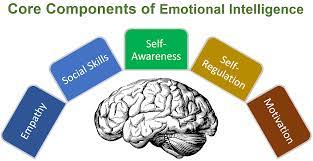 Core Components of Emotional Intelligence
Empathy
Social Skills
Self-
Awareness
Self-
Regulation
Motivation